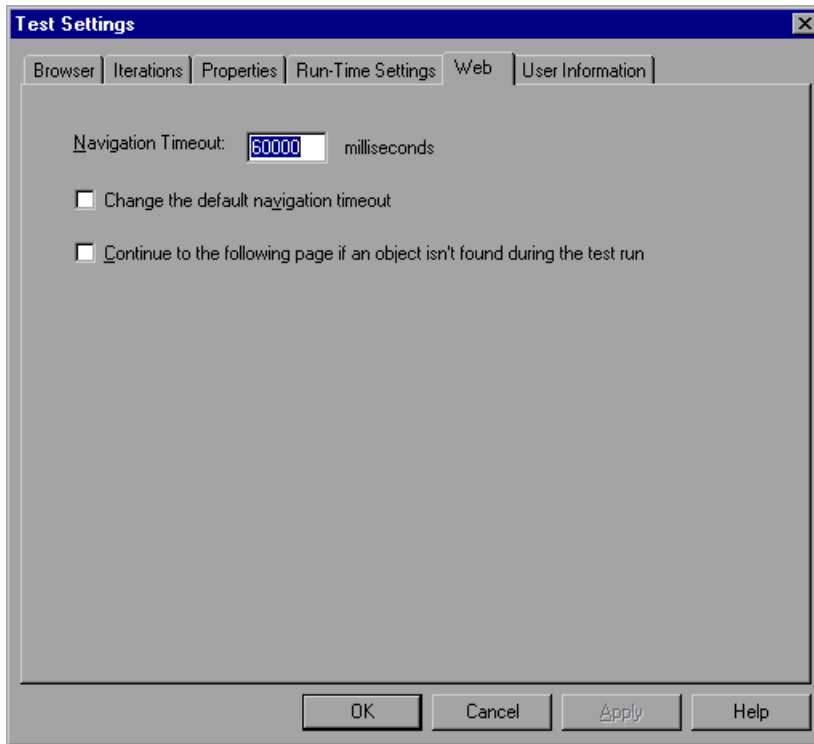 Test Settings
Browser Iterations Properties Run-Time Settings Web User Information
Navigation Timeout: 60000 milliseconds
Change the default navigation timeout
Continue to the following page if an object isn't found during the test run
OK Cancel Apply Help